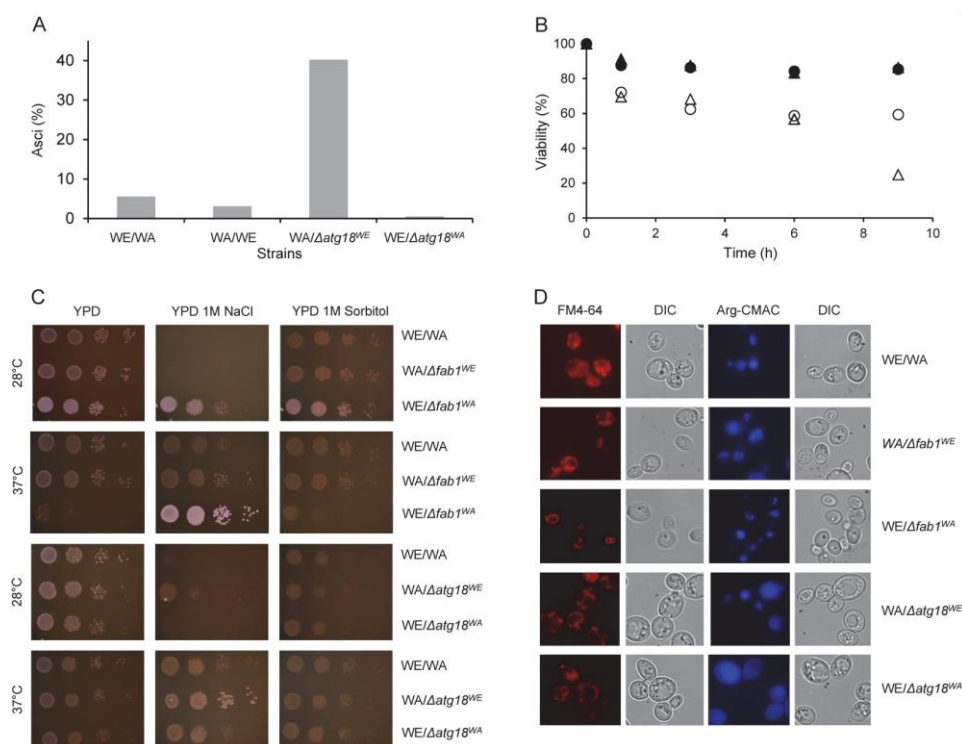 A
Asci (%)
40
30
20
10
0
WE/WA
WA/WE
WA/Δatg18WE
WE/Δatg18WA
Strains
B
Viability (%)
100
80
60
40
20
0
0
2
4
6
8
10
Time (h)
C
YPD
YPD 1M NaCl
YPD 1M Sorbitol
28°C
WE/WA
WA/Δfab1WE
WE/Δfab1WA
37°C
WE/WA
WA/Δfab1WE
WE/Δfab1WA
28°C
WE/WA
WA/Δatg18WE
WE/Δatg18WA
37°C
WE/WA
WA/Δatg18WE
WE/Δatg18WA
D
FM4-64
DIC
Arg-CMAC
DIC
WE/WA
WA/Δfab1WE
WE/Δfab1WA
WA/Δatg18WE
WE/Δatg18WA